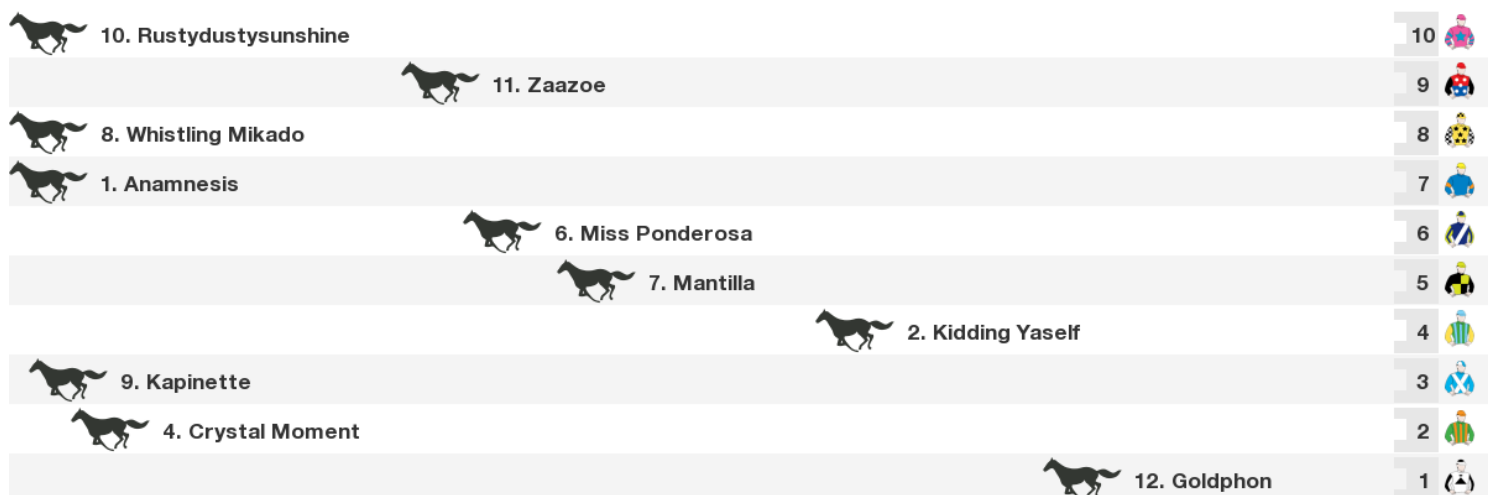 10. Rustydustysunshine 10
11. Zaazoe 9
8. Whistling Mikado 8
1. Anamnesis 7
6. Miss Ponderosa 6
7. Mantilla 5
2. Kidding Yaself 4
9. Kapinette 3
4. Crystal Moment 2
12. Goldphon 1